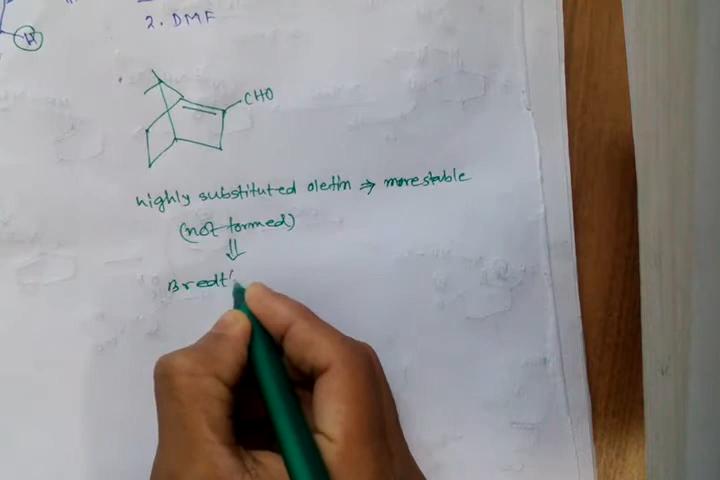 H
2. DMF
CHO
highly substituted olefin ⇒ more stable
(not formed)
⇓
Bredt'